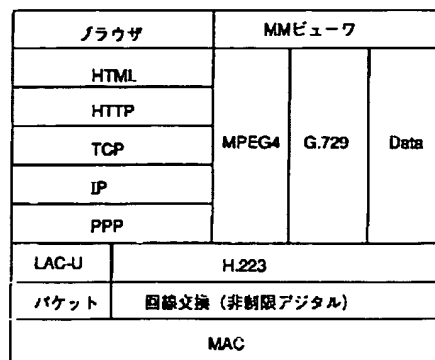 ブラウザ
MMビューワ
HTML
HTTP
TCP
IP
PPP
MPEG4
G.729
Data
LAC-U
H.223
パケット
回線交換（非制限デジタル）
MAC